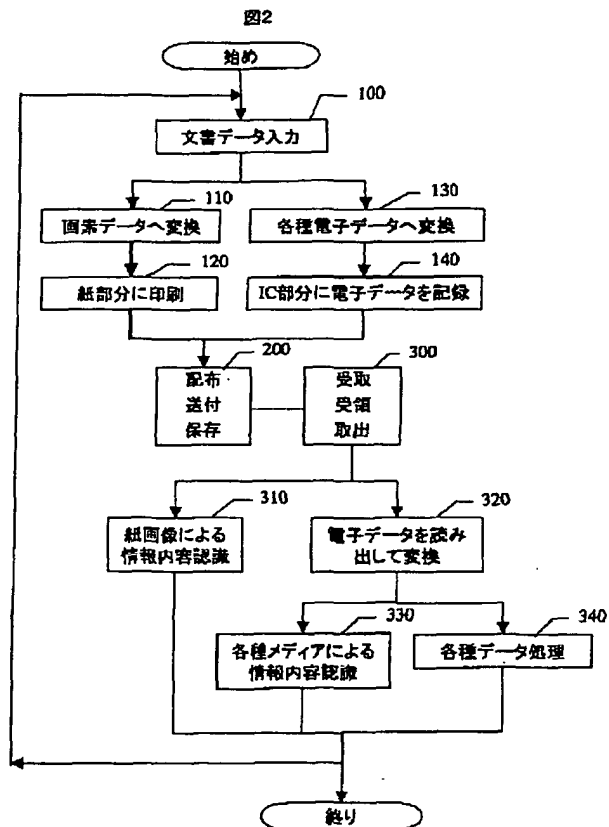 図2
始め
100
文書データ入力
110
画素データへ変換
130
各種電子データへ変換
120
紙部分に印刷
140
IC部分に電子データを記録
200
配布
送付
保存
300
受取
受領
取出
310
紙画像による
情報内容認識
320
電子データを読み
出して変換
330
各種メディアによる
情報内容認識
340
各種データ処理
終り